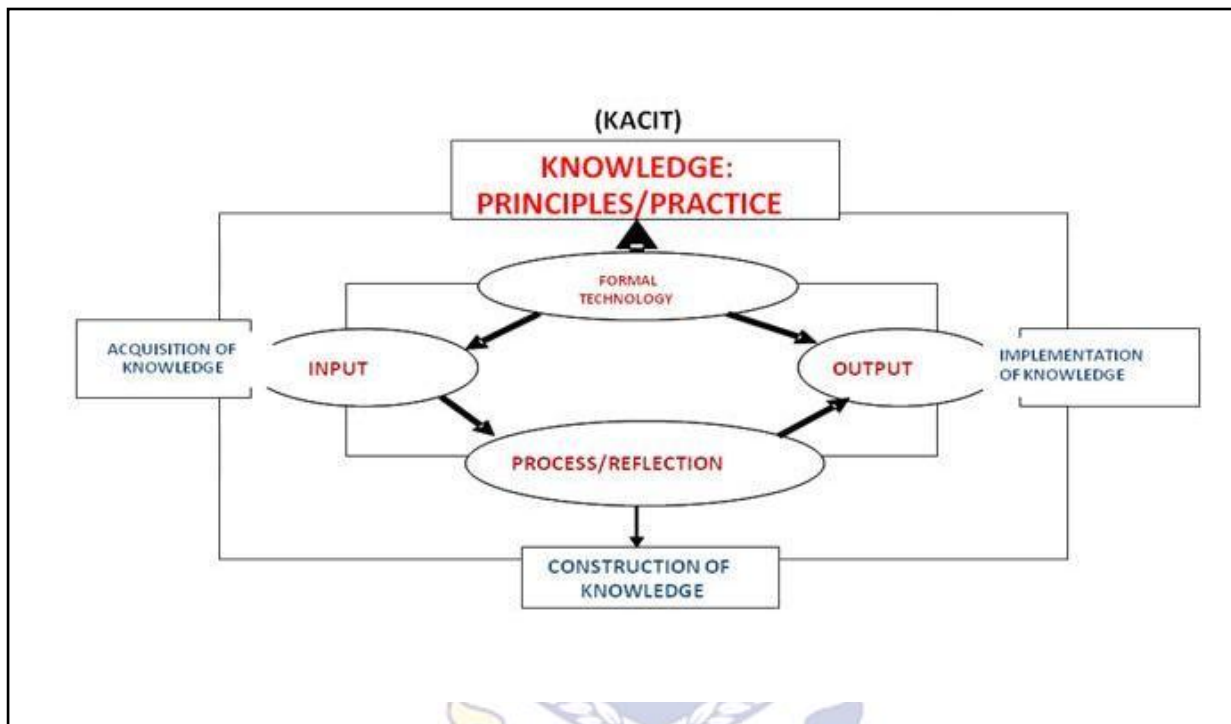 (KACIT)
KNOWLEDGE:
PRINCIPLES/PRACTICE
FORMAL
TECHNOLOGY
ACQUISITION OF
KNOWLEDGE
INPUT
OUTPUT
IMPLEMENTATION
OF KNOWLEDGE
PROCESS/REFLECTION
CONSTRUCTION OF
KNOWLEDGE